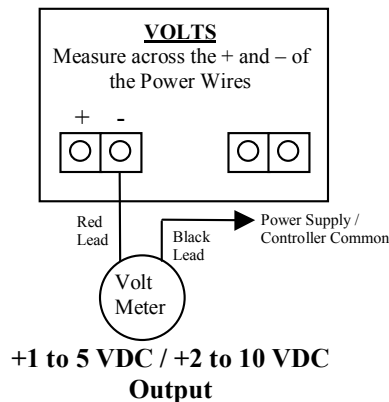 VOLTS
Measure across the + and – of
the Power Wires
+ -
Red
Lead
Black
Lead
Power Supply /
Controller Common
Volt
Meter
+1 to 5 VDC / +2 to 10 VDC
Output